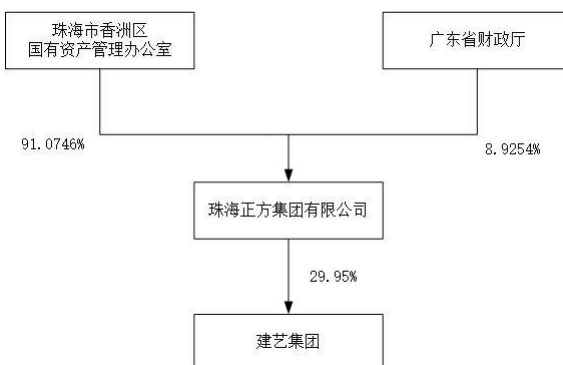 珠海市香洲区
国有资产管理办公室
广东省财政厅
91.0746%
8.9254%
珠海正方集团有限公司
29.95%
建艺集团